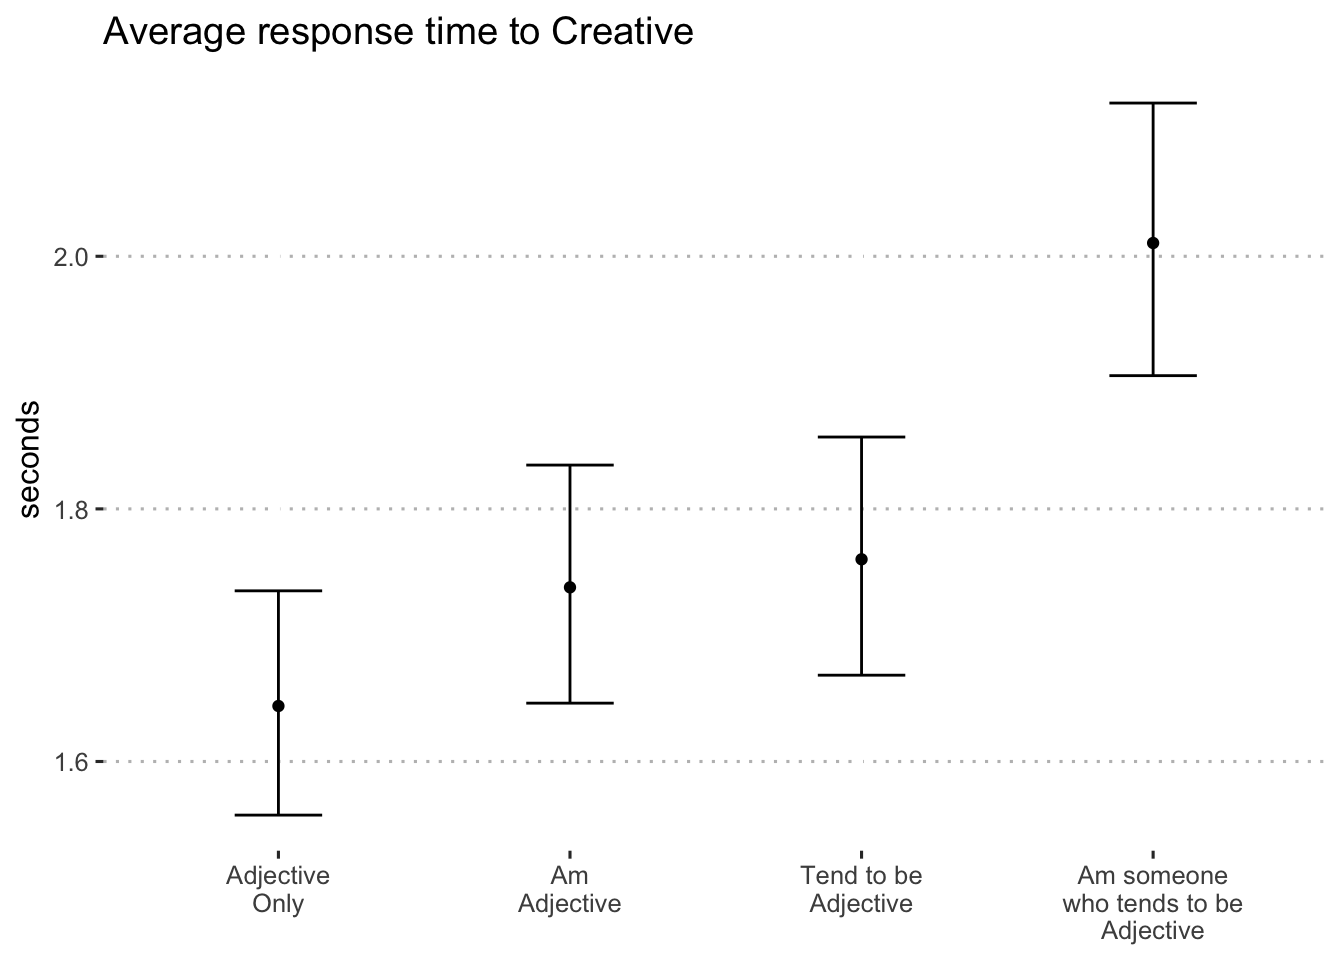 Average response time to Creative
seconds
2.0
1.8
1.6
Adjective
Only
Am
Adjective
Tend to be
Adjective
Am someone
who tends to be
Adjective